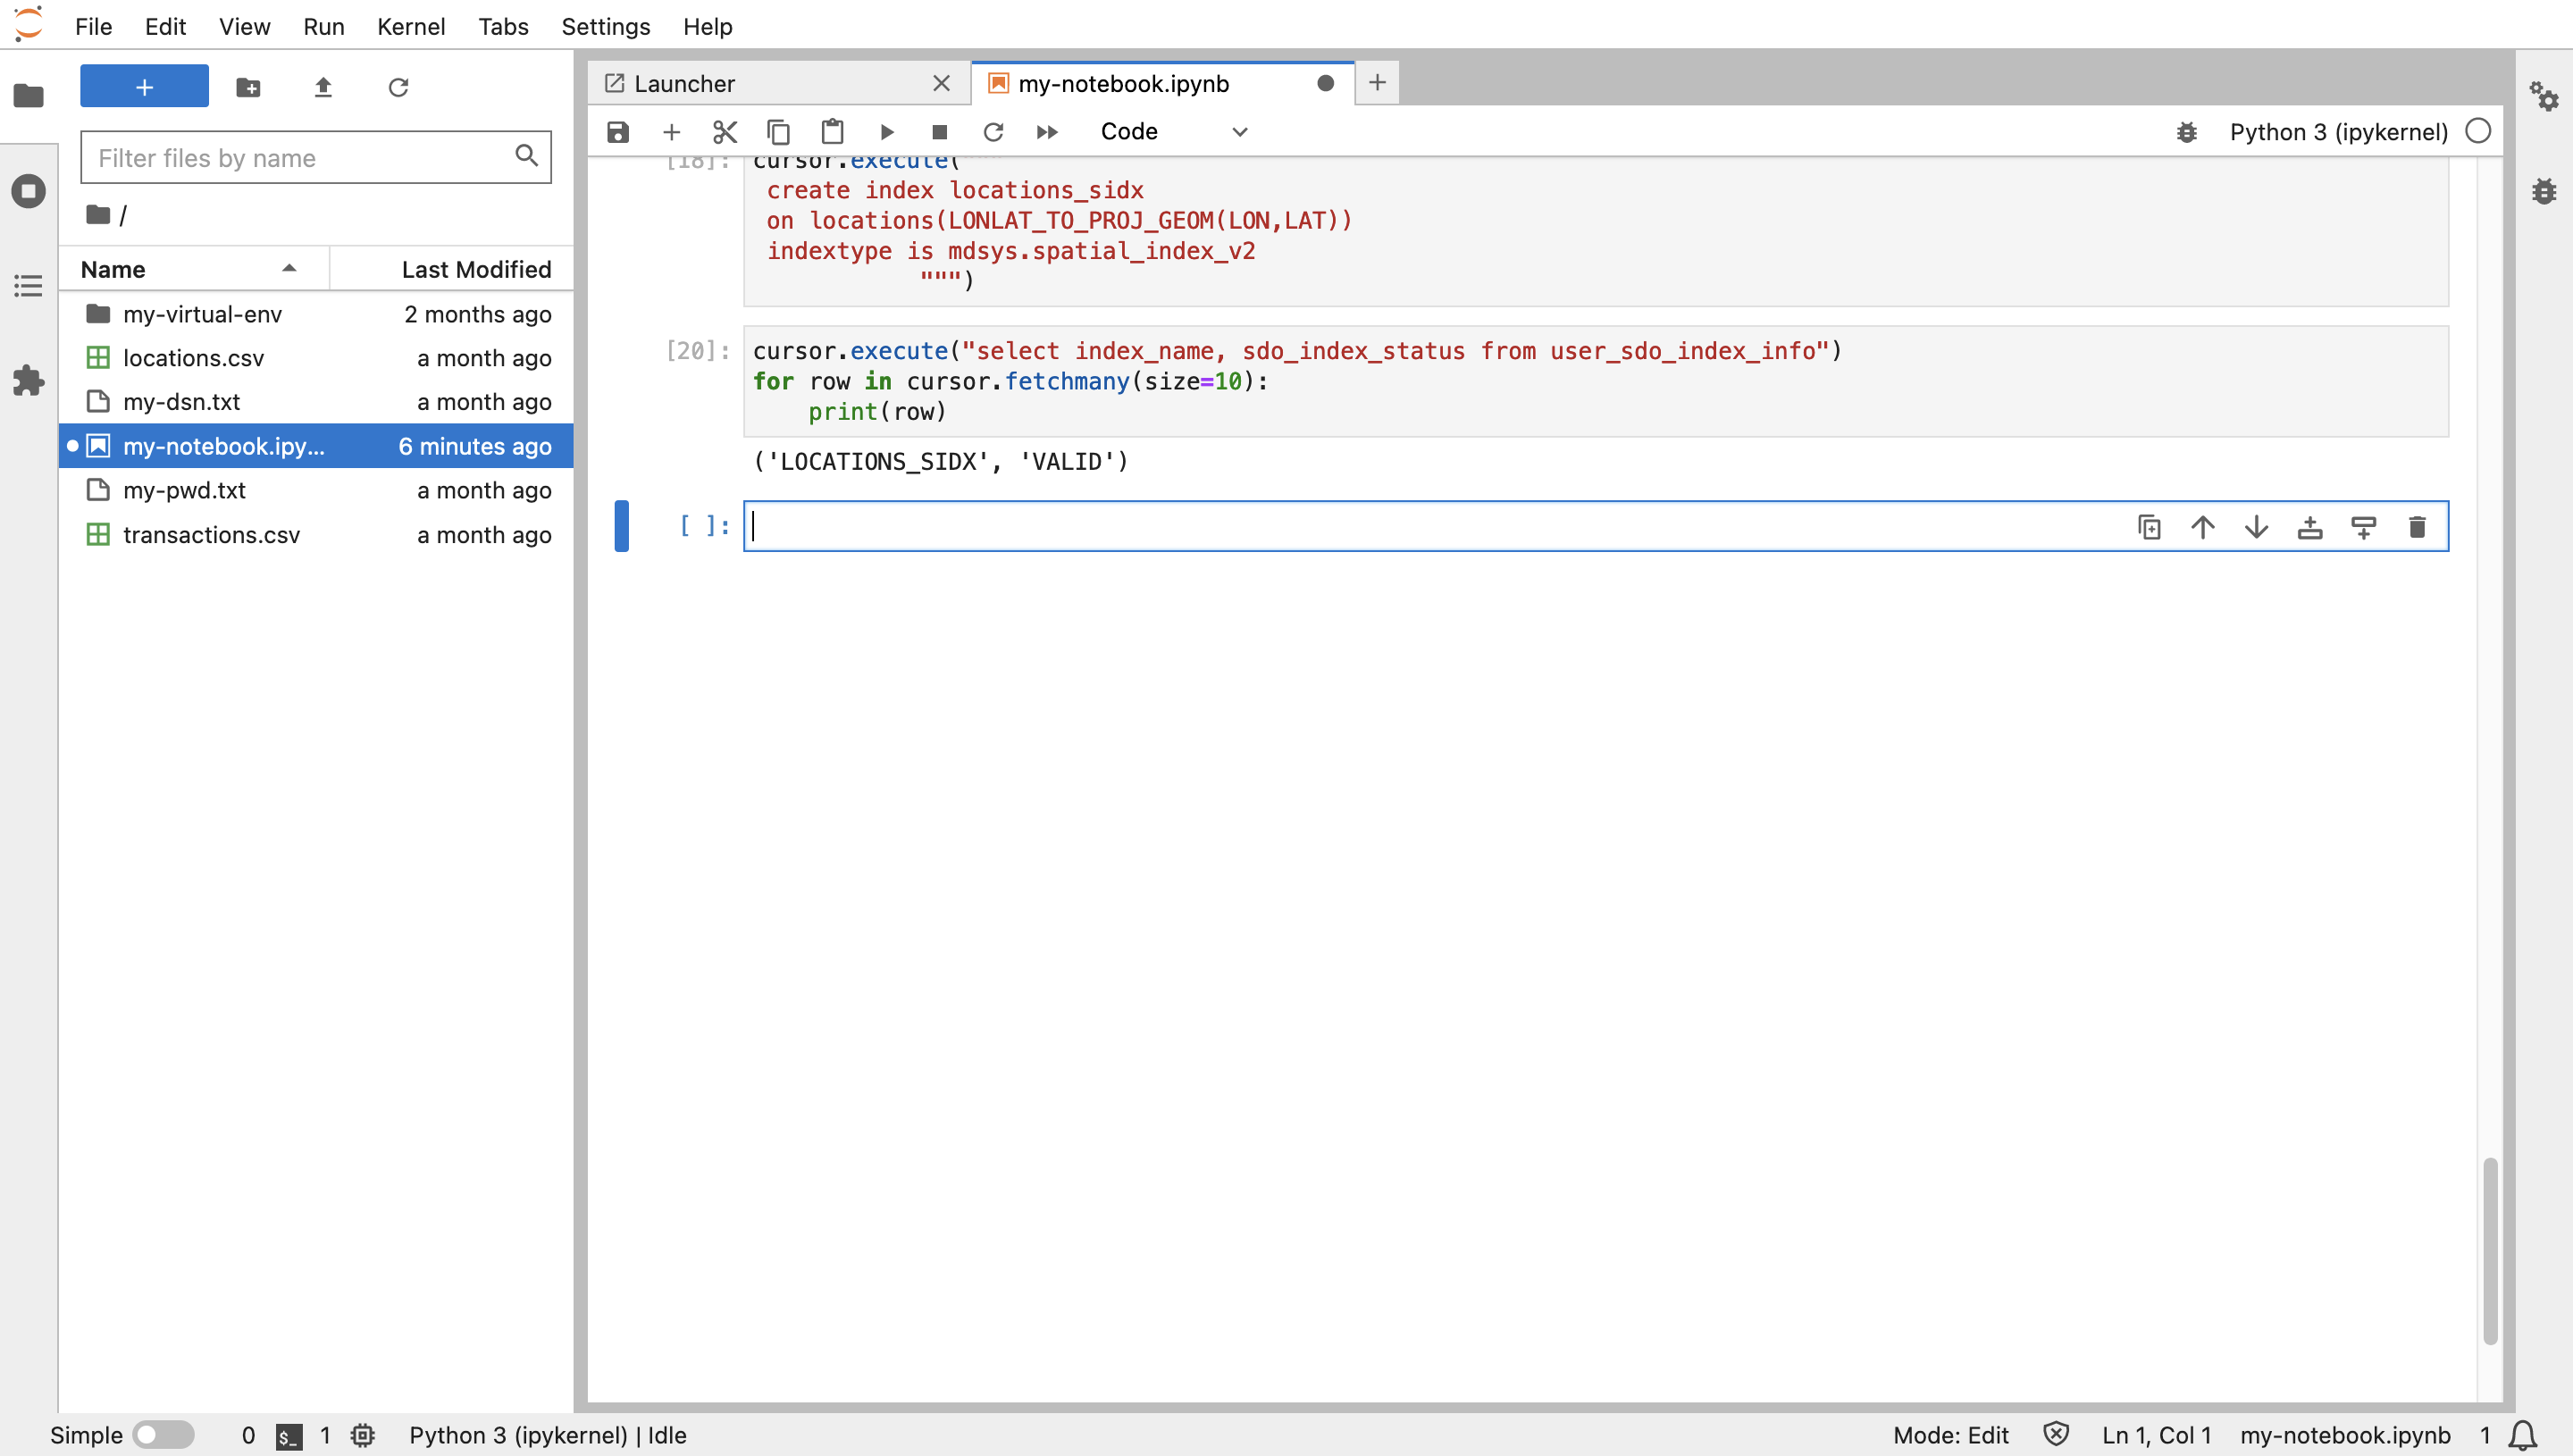 File Edit View Run Kernel Tabs Settings Help
+
Filter files by name
/
Name Last Modified
my-virtual-env 2 months ago
locations.csv a month ago
my-dsn.txt a month ago
my-notebook.ipy... 6 minutes ago
my-pwd.txt a month ago
transactions.csv a month ago
Launcher my-notebook.ipynb
Code Python 3 (ipykernel)
[18]: cursor.execute("""
create index locations_sidx
on locations(LONLAT_TO_PROJ_GEOM(LON,LAT))
indextype is mdsys.spatial_index_v2
""")
[20]: cursor.execute("select index_name, sdo_index_status from user_sdo_index_info")
for row in cursor.fetchmany(size=10):
print(row)
('LOCATIONS_SIDX', 'VALID')
[ ]:
Simple 0 $_ 1 Python 3 (ipykernel) | Idle Mode: Edit Ln 1, Col 1 my-notebook.ipynb 1